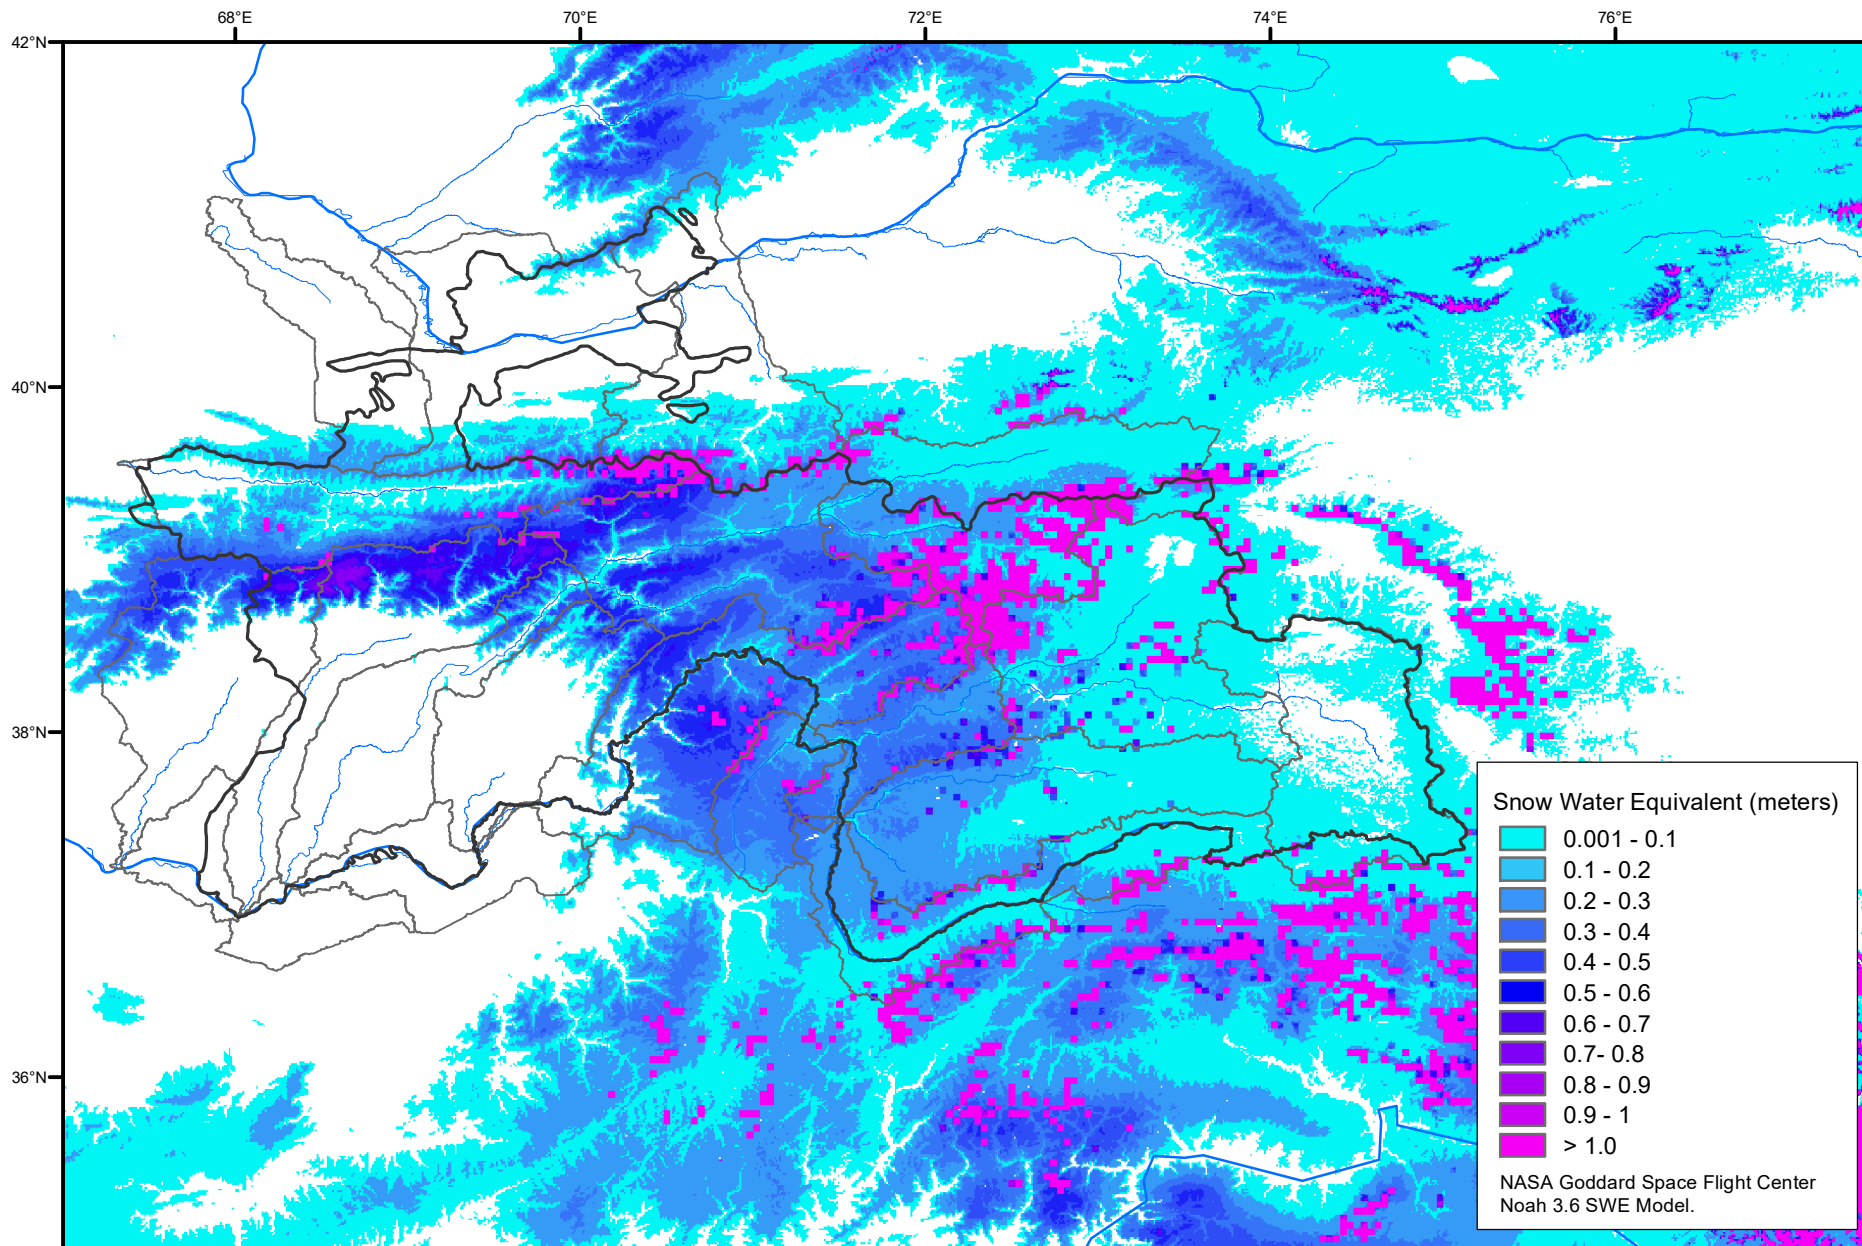 68°E
70°E
72°E
74°E
76°E
42°N
40°N
38°N
36°N
Snow Water Equivalent (meters)
0.001 - 0.1
0.1 - 0.2
0.2 - 0.3
0.3 - 0.4
0.4 - 0.5
0.5 - 0.6
0.6 - 0.7
0.7- 0.8
0.8 - 0.9
0.9 - 1
> 1.0
NASA Goddard Space Flight Center
Noah 3.6 SWE Model.